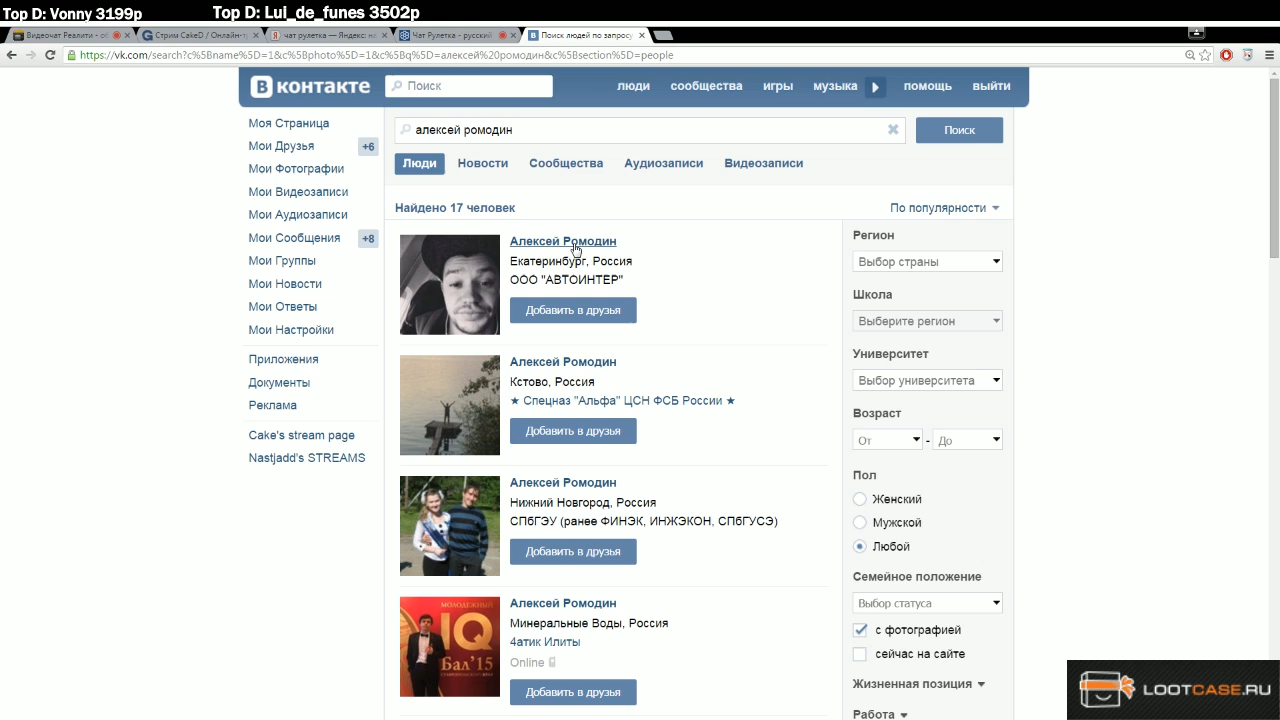 Top D: Vonny 3199p
Top D: Lui_de_funes 3502p
Видеочат Реалити - об
Стрим CakeD / Онлайн-т
чат рулетка — Яндекс: на
Чат Рулетка - русский
Поиск людей по запросу
https://vk.com/search?c%5Bname%5D=1&c%5Bphoto%5D=1&c%5Bq%5D=алексей%20ромодин&c%5Bsection%5D=people
В контакте
Поиск
люди
сообщества
игры
музыка
помощь
выйти
Моя Страница
Мои Друзья
+6
Мои Фотографии
Мои Видеозаписи
Мои Аудиозаписи
Мои Сообщения
+8
Мои Группы
Мои Новости
Мои Ответы
Мои Настройки
Приложения
Документы
Реклама
Cake's stream page
Nastjadd's STREAMS
алексей ромодин
Поиск
Люди
Новости
Сообщества
Аудиозаписи
Видеозаписи
Найдено 17 человек
По популярности
Алексей Ромодин
Екатеринбург, Россия
ООО "АВТОИНТЕР"
Добавить в друзья
Алексей Ромодин
Кстово, Россия
★ Спецназ "Альфа" ЦСН ФСБ России ★
Добавить в друзья
Алексей Ромодин
Нижний Новгород, Россия
СПбГЭУ (ранее ФИНЭК, ИНЖЭКОН, СПбГУСЭ)
Добавить в друзья
МОЛОДЕЖНЫЙ
IQ
Бал'15
Алексей Ромодин
Минеральные Воды, Россия
4атик Илиты
Online
Добавить в друзья
Регион
Выбор страны
Школа
Выберите регион
Университет
Выбор университета
Возраст
От
-
До
Пол
Женский
Мужской
Любой
Семейное положение
Выбор статуса
с фотографией
сейчас на сайте
Жизненная позиция
Работа
LOOTCASE.RU